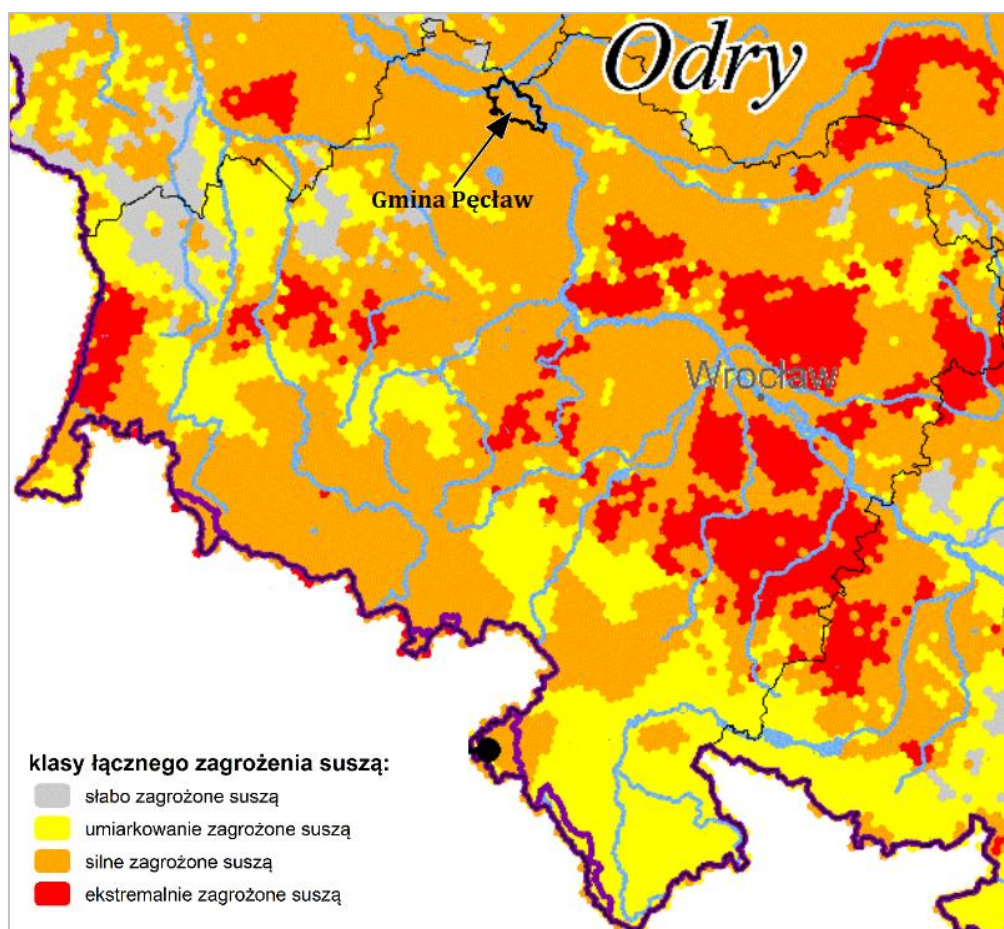 Odry
Gmina Pęcław
Wrocław
klasy łącznego zagrożenia suszą:
słabo zagrożone suszą
umiarkowanie zagrożone suszą
silne zagrożone suszą
ekstremalnie zagrożone suszą